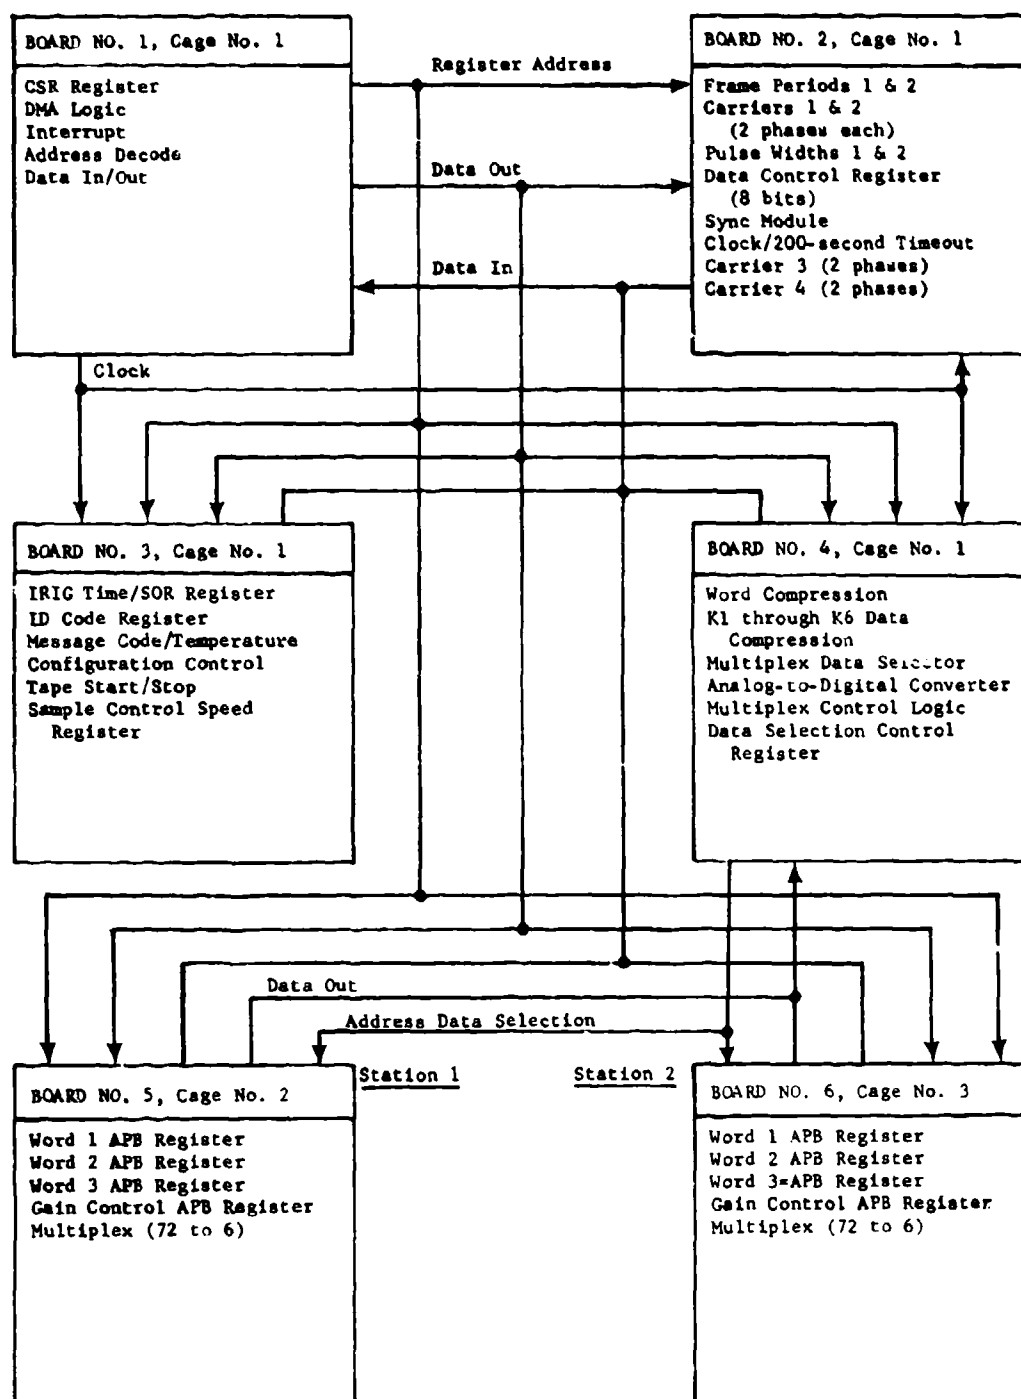 BOARD NO. 1, Cage No. 1
CSR Register
DMA Logic
Interrupt
Address Decode
Data In/Out
Register Address
Data Out
Data In
Clock
BOARD NO. 2, Cage No. 1
Frame Periods 1 & 2
Carriers 1 & 2
(2 phases each)
Pulse Widths 1 & 2
Data Control Register
(8 bits)
Sync Module
Clock/200-second Timeout
Carrier 3 (2 phases)
Carrier 4 (2 phases)
BOARD NO. 3, Cage No. 1
IRIG Time/SOR Register
ID Code Register
Message Code/Temperature
Configuration Control
Tape Start/Stop
Sample Control Speed
Register
BOARD NO. 4, Cage No. 1
Word Compression
K1 through K6 Data
Compression
Multiplex Data Selector
Analog-to-Digital Converter
Multiplex Control Logic
Data Selection Control
Register
Data Out
Address Data Selection
Station 1
Station 2
BOARD NO. 5, Cage No. 2
Word 1 APB Register
Word 2 APB Register
Word 3 APB Register
Gain Control APB Register
Multiplex (72 to 6)
BOARD NO. 6, Cage No. 3
Word 1 APB Register
Word 2 APB Register
Word 3=APB Register
Gain Control APB Register
Multiplex (72 to 6)